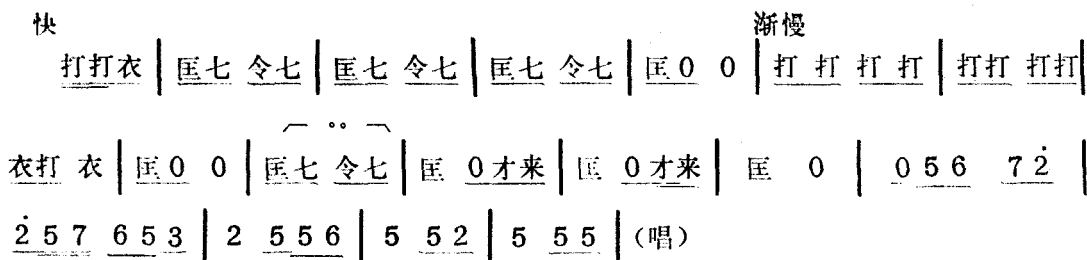 快 渐慢
打打衣 | 匡七 令七 | 匡七 令七 | 匡七 令七 | 匡0 0 | 打 打 打 打 | 打打 打打 |
衣打 衣 | 匡0 0 | 匡七 令七 | 匡 0才来 | 匡 0才来 | 匡 0 | 0 5 6 7 2̇ |
2̇ 5 7 6 5 3 | 2 5 5 6 | 5 5 2 | 5 5 5 | (唱)